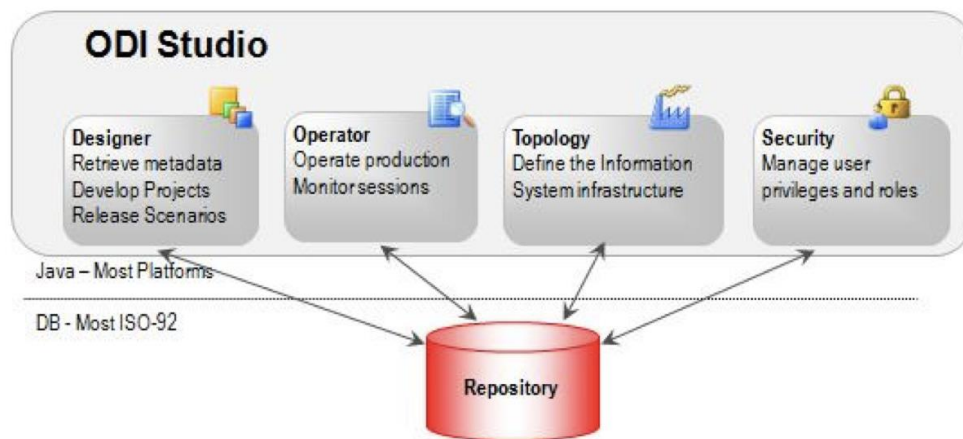 ODI Studio
Designer
Retrieve metadata
Develop Projects
Release Scenarios
Operator
Operate production
Monitor sessions
Topology
Define the Information
System infrastructure
Security
Manage user
privileges and roles
Java – Most Platforms
DB - Most ISO-92
Repository